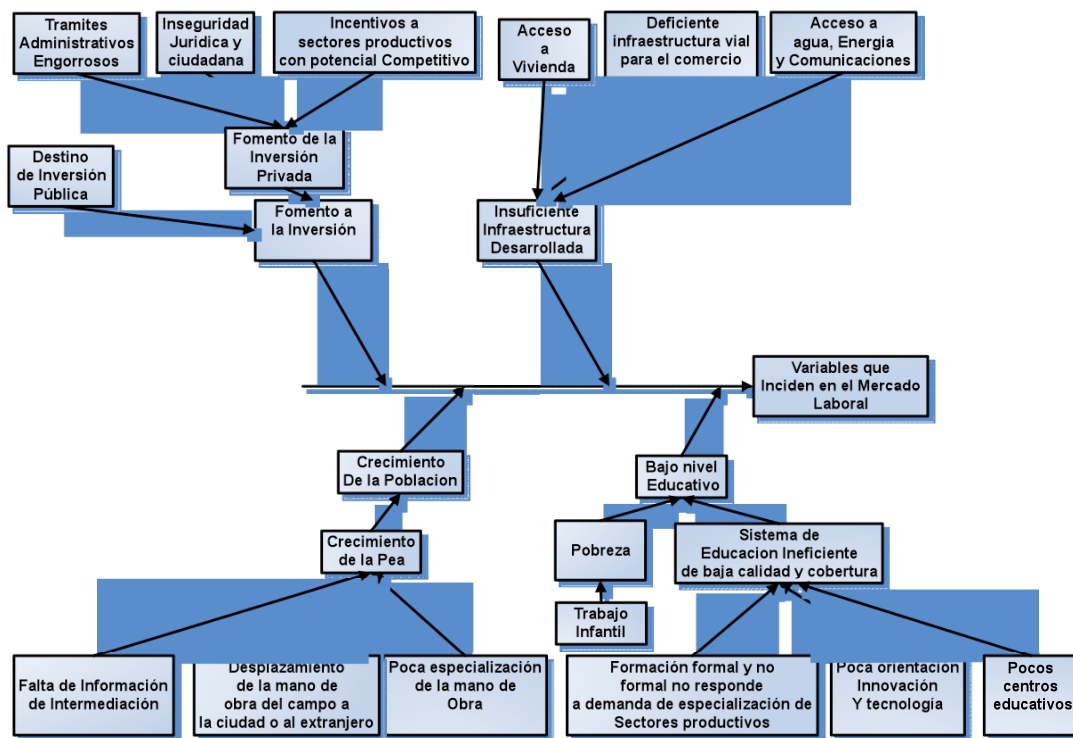 Tramites
Administrativos
Engorrosos
Inseguridad
Juridica y
ciudadana
Incentivos a
sectores productivos
con potencial Competitivo
Acceso
a
Vivienda
Deficiente
infraestructura vial
para el comercio
Acceso a
agua, Energia
y Comunicaciones
Fomento de la
Inversión
Privada
Destino
de Inversión
Pública
Fomento a
la Inversión
Insuficiente
Infraestructura
Desarrollada
Variables que
Inciden en el Mercado
Laboral
Crecimiento
De la Poblacion
Bajo nivel
Educativo
Crecimiento
de la Pea
Pobreza
Sistema de
Educacion Ineficiente
de baja calidad y cobertura
Trabajo
Infantil
Falta de Información
de Intermediación
Desplazamiento
de la mano de
obra del campo a
la ciudad o al extranjero
Poca especialización
de la mano de
Obra
Formación formal y no
formal no responde
a demanda de especialización de
Sectores productivos
Poca orientación
Innovación
Y tecnología
Pocos
centros
educativos